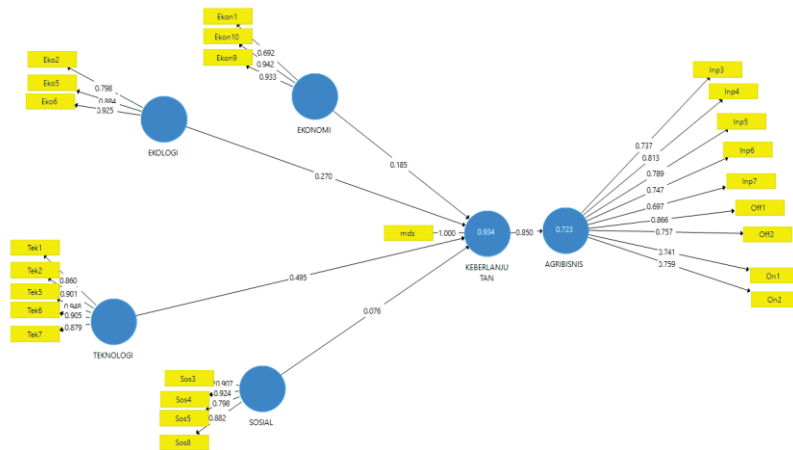 Ekon1
Ekon10
Ekon9
0.692
0.942
0.933
EKONOMI
Eko2
Eko5
Eko6
0.798
0.884
0.925
EKOLOGI
0.185
0.270
Inp3
Inp4
Inp5
Inp6
Inp7
Off1
Off2
On1
On2
0.737
0.813
0.789
0.747
0.697
0.866
0.757
0.741
0.759
mds
1.000
0.934
0.850
0.723
KEBERLANJU
TAN
AGRIBISNIS
Tek1
Tek2
Tek5
Tek6
Tek7
0.860
0.901
0.905
0.879
TEKNOLOGI
0.495
0.076
Sos3
Sos4
Sos5
Sos8
0.907
0.924
0.798
0.882
SOSIAL